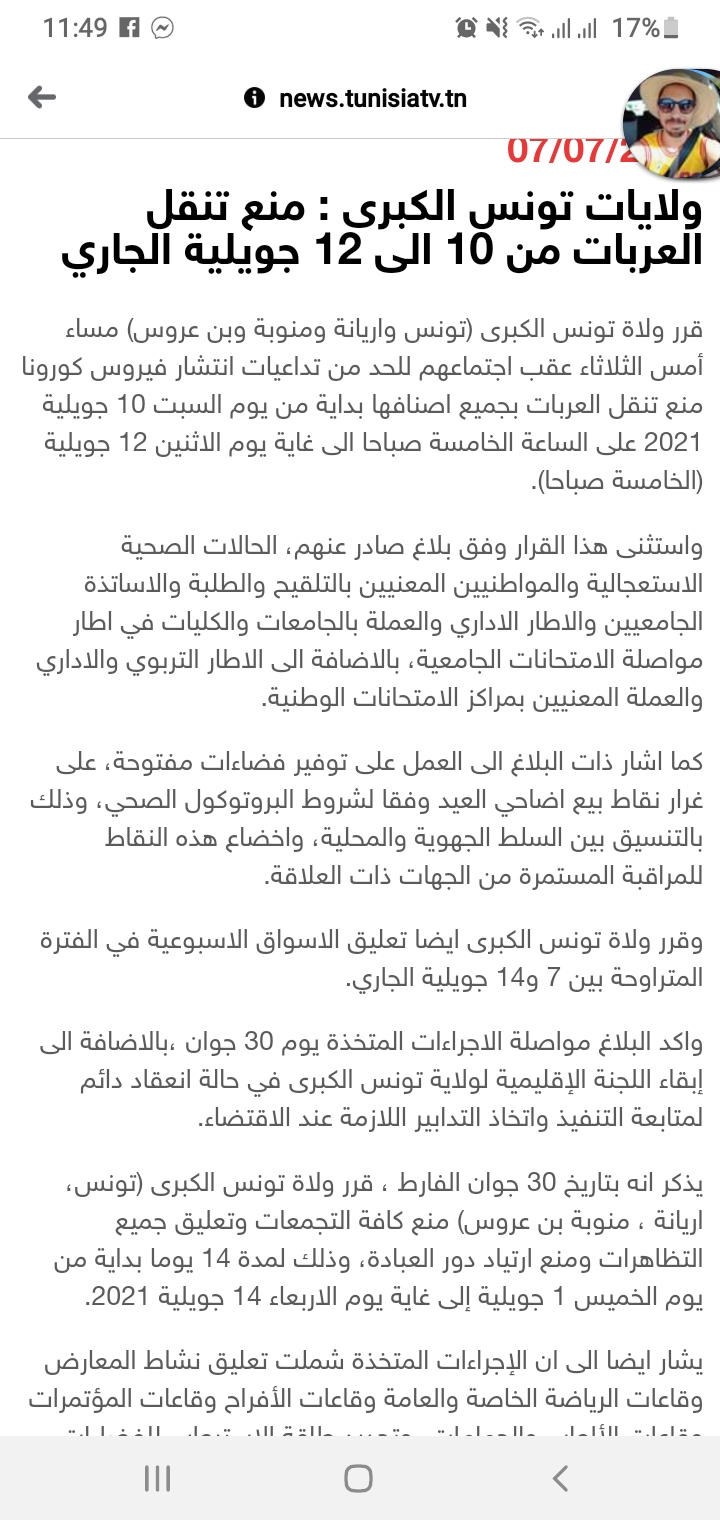 11:49
17%
news.tunisiatv.tn
07/07/2
ولايات تونس الكبرى : منع تنقل
العربات من 10 الى 12 جويلية الجاري
قرر ولاة تونس الكبرى (تونس واريانة ومنوبة وبن عروس) مساء
أمس الثلاثاء عقب اجتماعهم للحد من تداعيات انتشار فيروس كورونا
منع تنقل العربات بجميع اصنافها بداية من يوم السبت 10 جويلية
2021 على الساعة الخامسة صباحا الى غاية يوم الاثنين 12 جويلية
(الخامسة صباحا).
واستثنى هذا القرار وفق بلاغ صادر عنهم، الحالات الصحية
الاستعجالية والمواطنيين المعنيين بالتلقيح والطلبة والاساتذة
الجامعيين والاطار الاداري والعملة بالجامعات والكليات في اطار
مواصلة الامتحانات الجامعية، بالاضافة الى الاطار التربوي والاداري
والعملة المعنيين بمراكز الامتحانات الوطنية.
كما اشار ذات البلاغ الى العمل على توفير فضاءات مفتوحة، على
غرار نقاط بيع اضاحي العيد وفقا لشروط البروتوكول الصحي، وذلك
بالتنسيق بين السلط الجهوية والمحلية، واخضاع هذه النقاط
للمراقبة المستمرة من الجهات ذات العلاقة.
وقرر ولاة تونس الكبرى ايضا تعليق الاسواق الاسبوعية في الفترة
المتراوحة بين 7 و14 جويلية الجاري.
واكد البلاغ مواصلة الاجراءات المتخذة يوم 30 جوان ،بالاضافة الى
إبقاء اللجنة الإقليمية لولاية تونس الكبرى في حالة انعقاد دائم
لمتابعة التنفيذ واتخاذ التدابير اللازمة عند الاقتضاء.
يذكر انه بتاريخ 30 جوان الفارط ، قرر ولاة تونس الكبرى (تونس،
اريانة ، منوبة بن عروس) منع كافة التجمعات وتعليق جميع
التظاهرات ومنع ارتياد دور العبادة، وذلك لمدة 14 يوما بداية من
يوم الخميس 1 جويلية إلى غاية يوم الاربعاء 14 جويلية 2021.
يشار ايضا الى ان الإجراءات المتخذة شملت تعليق نشاط المعارض
وقاعات الرياضة الخاصة والعامة وقاعات الأفراح وقاعات المؤتمرات